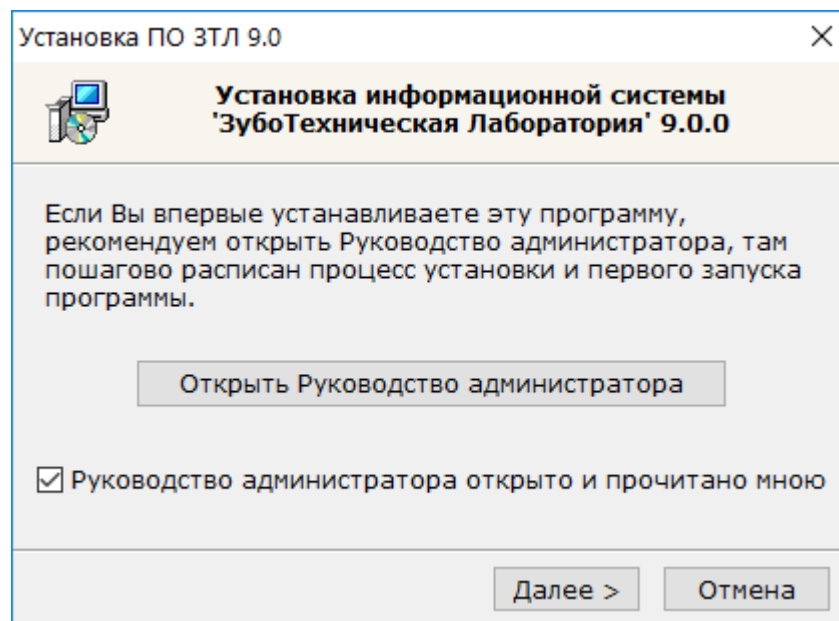 Установка ПО ЗТЛ 9.0
Установка информационной системы
'ЗубоТехническая Лаборатория' 9.0.0
Если Вы впервые устанавливаете эту программу,
рекомендуем открыть Руководство администратора, там
пошагово расписан процесс установки и первого запуска
программы.
Открыть Руководство администратора
Руководство администратора открыто и прочитано мною
Далее >
Отмена